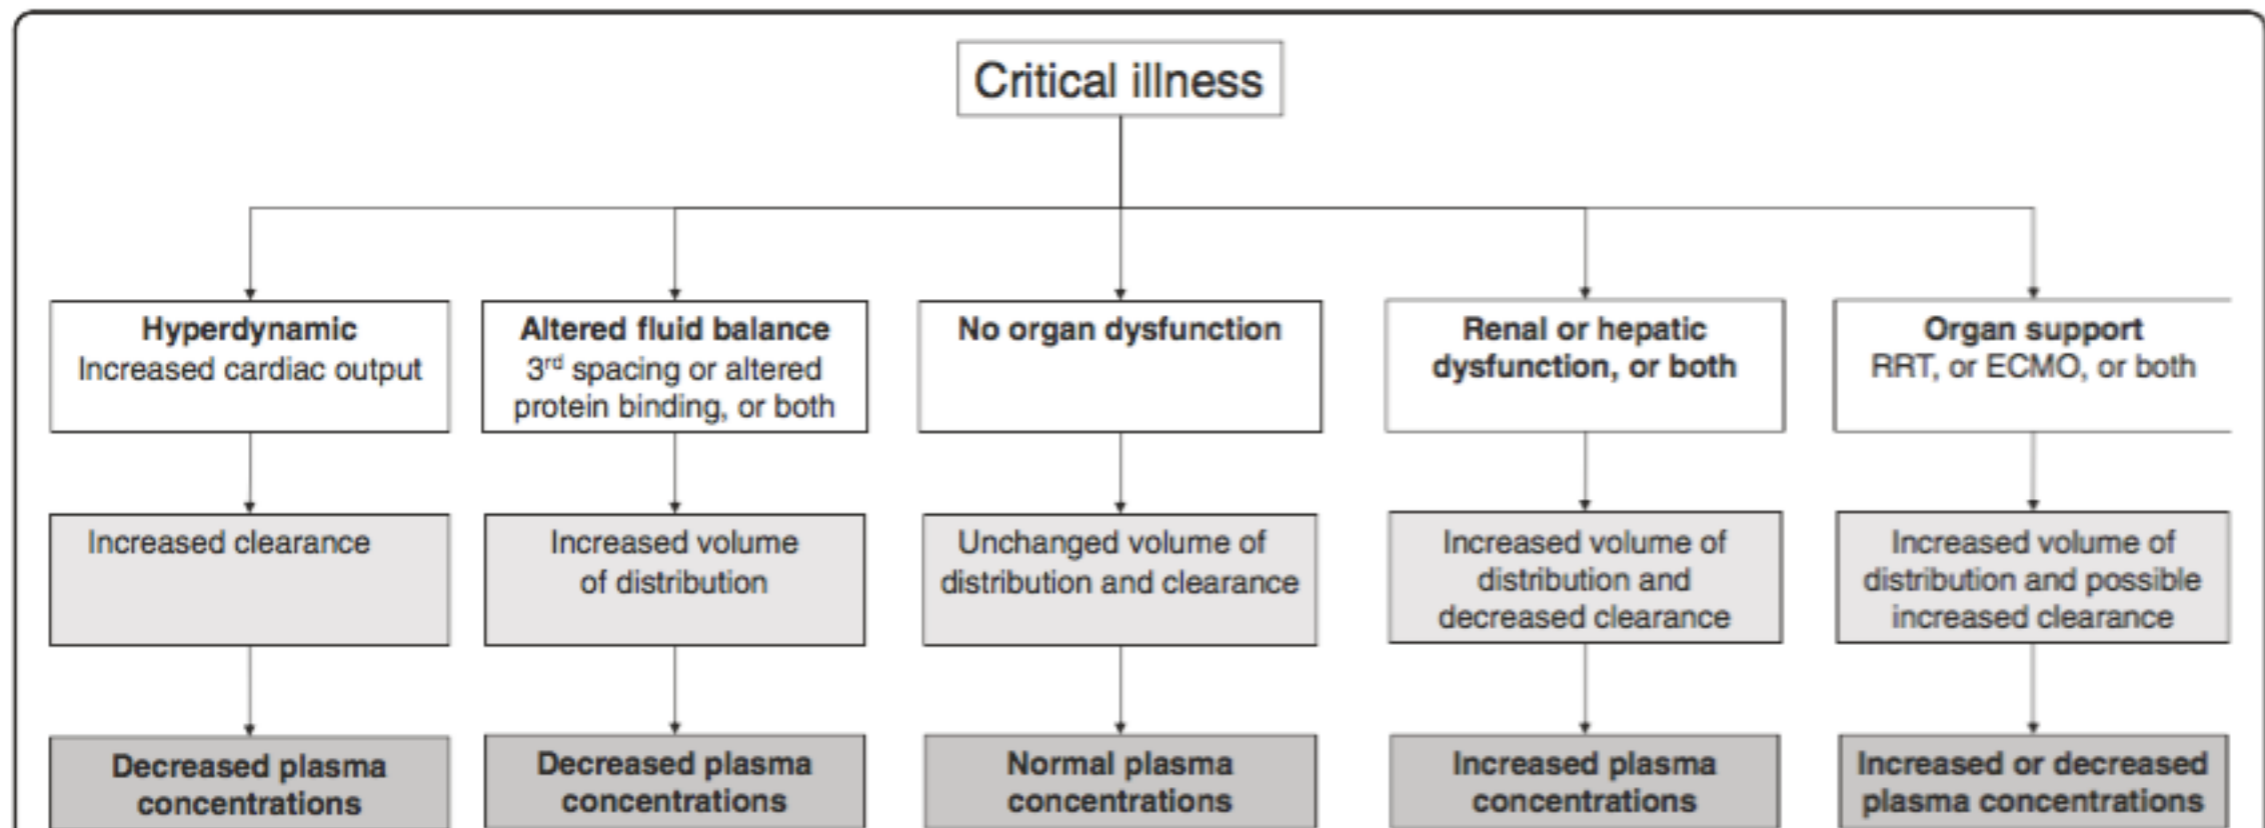 Critical illness
Hyperdynamic
Increased cardiac output
Altered fluid balance
3rd spacing or altered
protein binding, or both
No organ dysfunction
Renal or hepatic
dysfunction, or both
Organ support
RRT, or ECMO, or both
Increased clearance
Increased volume
of distribution
Unchanged volume of
distribution and clearance
Increased volume of
distribution and
decreased clearance
Increased volume of
distribution and possible
increased clearance
Decreased plasma
concentrations
Decreased plasma
concentrations
Normal plasma
concentrations
Increased plasma
concentrations
Increased or decreased
plasma concentrations